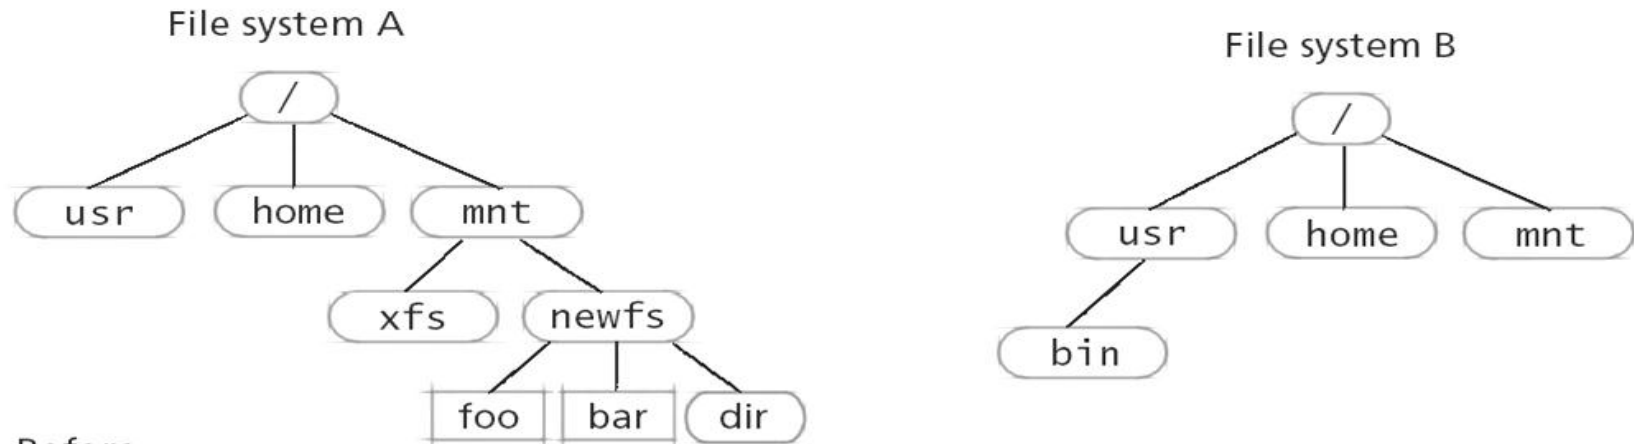 File system A
File system B
/
/
usr home mnt
usr home mnt
xfs newfs
bin
foo bar dir